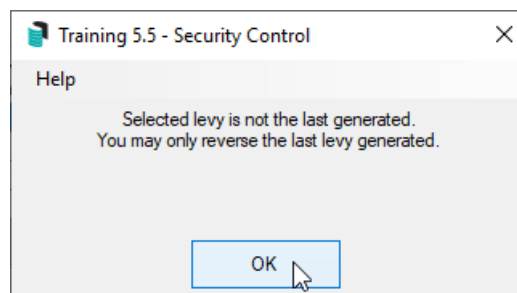 Training 5.5 - Security Control
Help
Selected levy is not the last generated.
You may only reverse the last levy generated.
OK